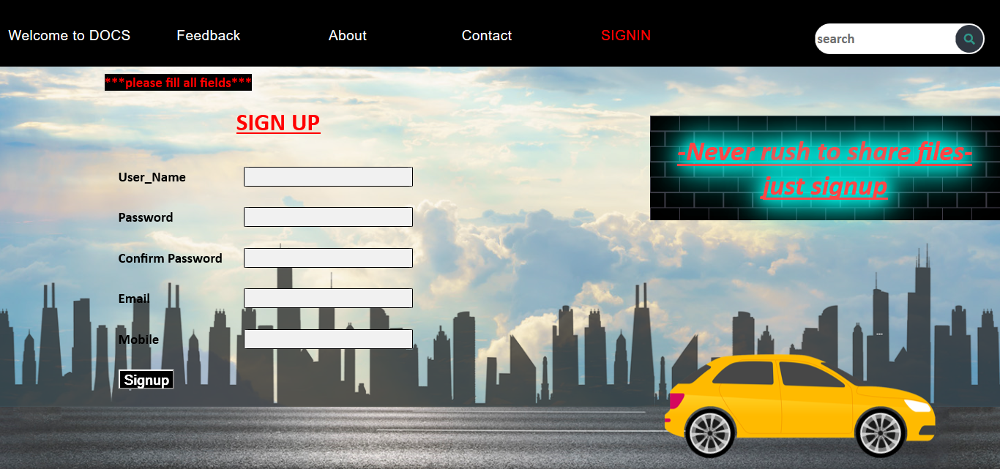 Welcome to DOCS Feedback About Contact SIGNIN search
***please fill all fields***
SIGN UP
-Never rush to share files-
just signup
User_Name
Password
Confirm Password
Email
Mobile
Signup